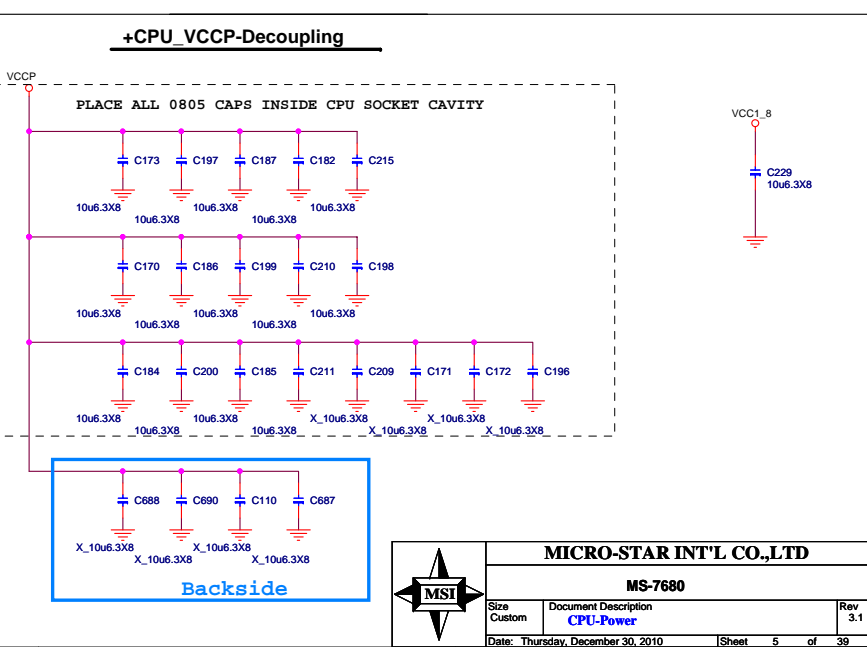 +CPU_VCCP-Decoupling
VCCP
PLACE ALL 0805 CAPS INSIDE CPU SOCKET CAVITY
VCC1_8
C173 C197 C187 C182 C215
10u6.3X8 10u6.3X8 10u6.3X8
10u6.3X8 10u6.3X8
C229
10u6.3X8
C170 C186 C199 C210 C198
10u6.3X8 10u6.3X8 10u6.3X8
10u6.3X8 10u6.3X8
C184 C200 C185 C211 C209 C171 C172 C196
10u6.3X8 10u6.3X8 X_10u6.3X8 X_10u6.3X8
10u6.3X8 10u6.3X8 X_10u6.3X8 X_10u6.3X8
C688 C690 C110 C687
X_10u6.3X8 X_10u6.3X8
X_10u6.3X8 X_10u6.3X8
Backside
MSI
MICRO-STAR INT'L CO.,LTD
MS-7680
Size Document Description Rev
Custom CPU-Power 3.1
Date: Thursday, December 30, 2010 Sheet 5 of 39